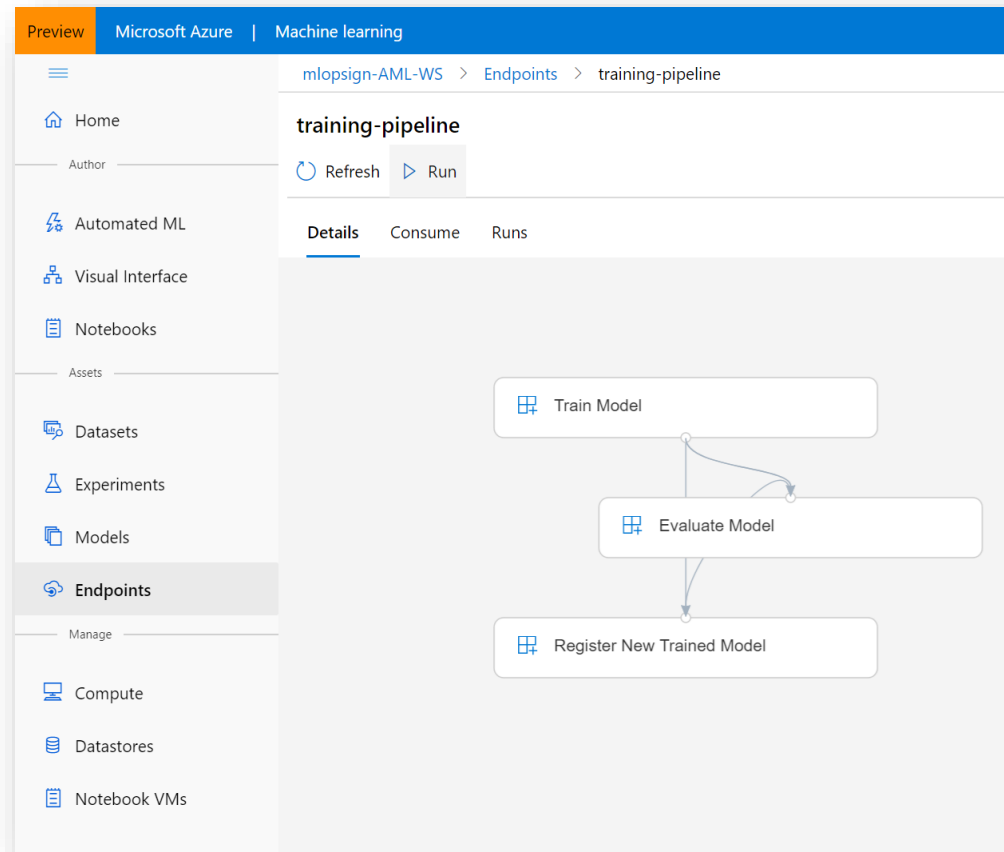 Preview Microsoft Azure | Machine learning
mlopsign-AML-WS > Endpoints > training-pipeline
training-pipeline
Refresh Run
Details Consume Runs
Home
Author
Automated ML
Visual Interface
Notebooks
Assets
Datasets
Experiments
Models
Endpoints
Manage
Compute
Datastores
Notebook VMs
Train Model
Evaluate Model
Register New Trained Model